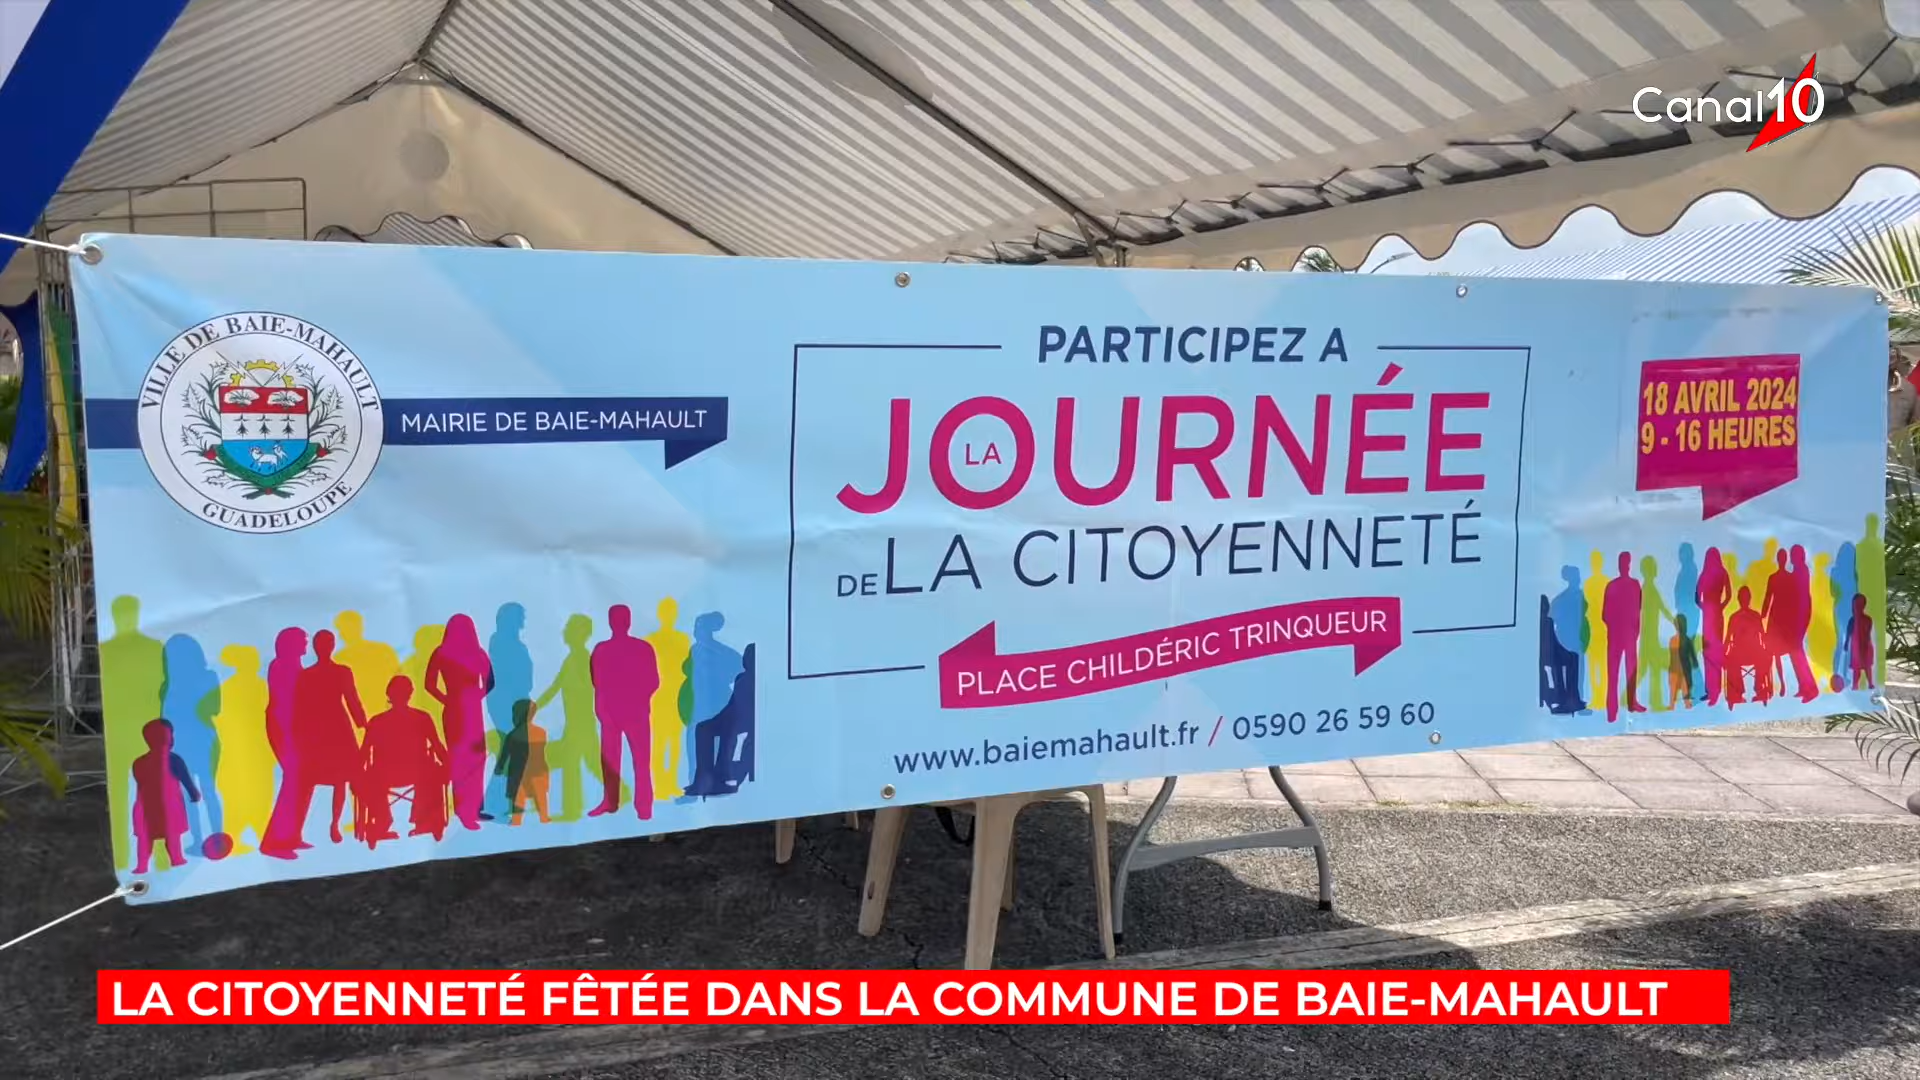 Canal10
VILLE DE BAIE-MAHAULT
GUADELOUPE
MAIRIE DE BAIE-MAHAULT
PARTICIPEZ A
LA
JOURNÉE
DE LA CITOYENNETÉ
PLACE CHILDÉRIC TRINQUEUR
www.baiemahault.fr / 0590 26 59 60
18 AVRIL 2024
9 - 16 HEURES
LA CITOYENNETÉ FÊTÉE DANS LA COMMUNE DE BAIE-MAHAULT